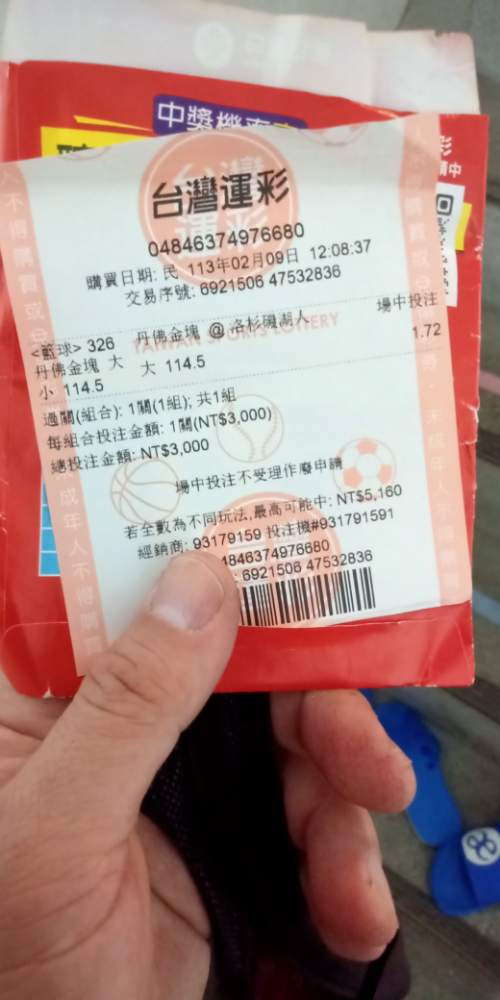 中獎機
台灣運彩
04846374976680
購買日期: 民 113年02月09日 12:08:37
交易序號: 6921506 47532836
TAIWAN SPORTS LOTTERY
<籃球> 326 丹佛金塊 @ 洛杉磯湖人 場中投注
丹佛金塊 大 大 114.5 1.72
小 114.5
過關(組合): 1關(1組); 共1組
每組合投注金額: 1關(NT$3,000)
總投注金額: NT$3,000
場中投注不受理作廢申請
若全數為不同玩法,最高可能中: NT$5,160
經銷商: 93179159 投注機#931791591
4846374976680
: 6921506 47532836